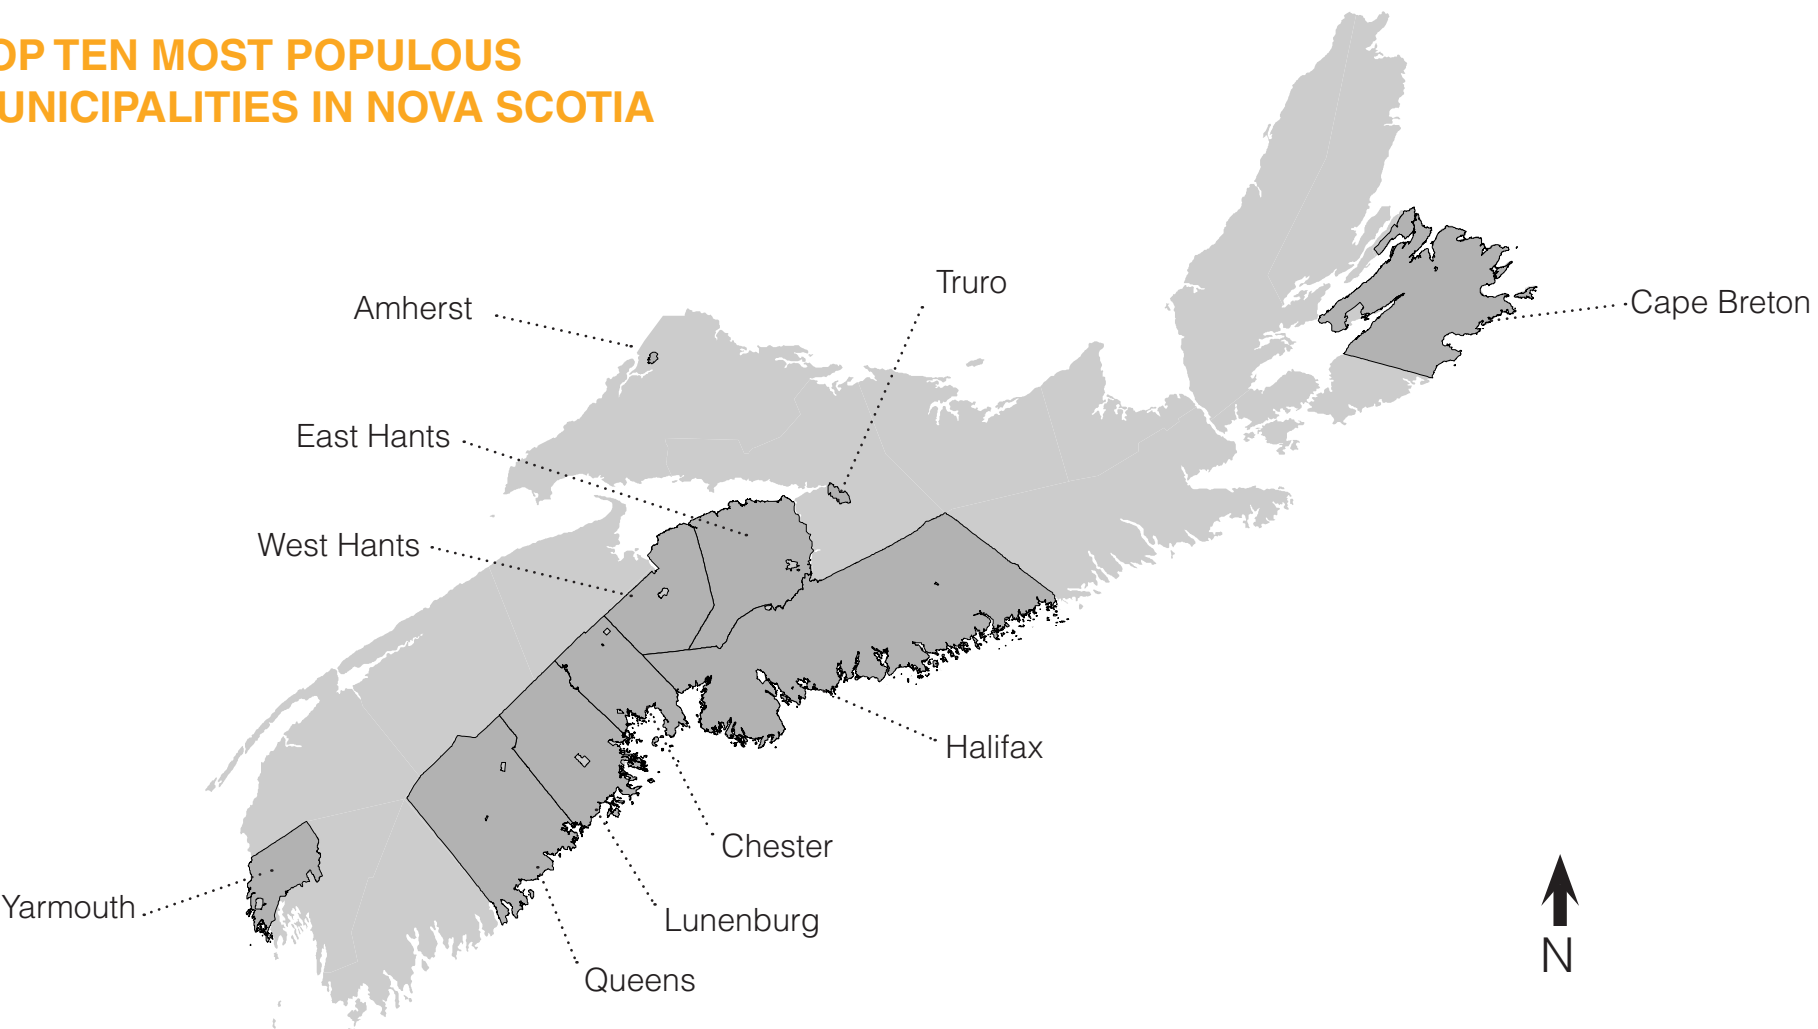 OP TEN MOST POPULOUS
UNICIPALITIES IN NOVA SCOTIA
Truro
Amherst
Cape Breton
East Hants
West Hants
Halifax
Chester
Yarmouth
Lunenburg
Queens
N